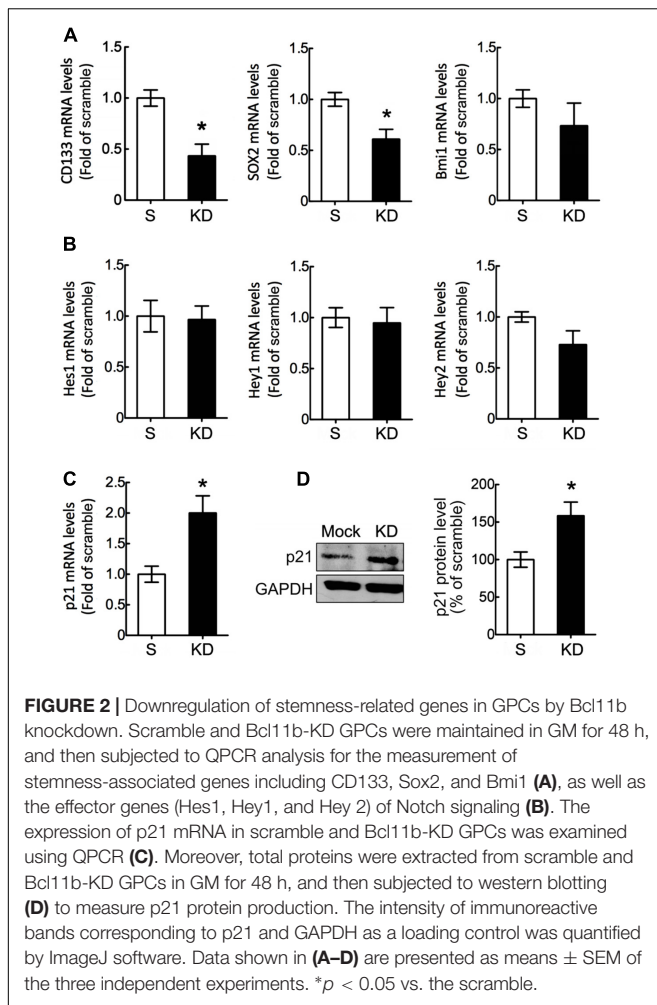 A
CD133 mRNA levels
(Fold of scramble)
1.5
1.0
0.5
0
*
S KD
SOX2 mRNA levels
(Fold of scramble)
1.5
1.0
0.5
0
*
S KD
Bmi1 mRNA levels
(Fold of scramble)
1.5
1.0
0.5
0
S KD
B
Hes1 mRNA levels
(Fold of scramble)
1.5
1.0
0.5
0
S KD
Hey1 mRNA levels
(Fold of scramble)
1.5
1.0
0.5
0
S KD
Hey2 mRNA levels
(Fold of scramble)
1.5
1.0
0.5
0
S KD
C
p21 mRNA levels
(Fold of scramble)
2.5
2.0
1.5
1.0
0.5
0
*
S KD
D
Mock KD
p21
GAPDH
p21 protein level
(% of scramble)
200
150
100
50
0
*
S KD
FIGURE 2 | Downregulation of stemness-related genes in GPCs by Bcl11b
knockdown. Scramble and Bcl11b-KD GPCs were maintained in GM for 48 h,
and then subjected to QPCR analysis for the measurement of
stemness-associated genes including CD133, Sox2, and Bmi1 (A), as well as
the effector genes (Hes1, Hey1, and Hey 2) of Notch signaling (B). The
expression of p21 mRNA in scramble and Bcl11b-KD GPCs was examined
using QPCR (C). Moreover, total proteins were extracted from scramble and
Bcl11b-KD GPCs in GM for 48 h, and then subjected to western blotting
(D) to measure p21 protein production. The intensity of immunoreactive
bands corresponding to p21 and GAPDH as a loading control was quantified
by ImageJ software. Data shown in (A–D) are presented as means ± SEM of
the three independent experiments. *p < 0.05 vs. the scramble.